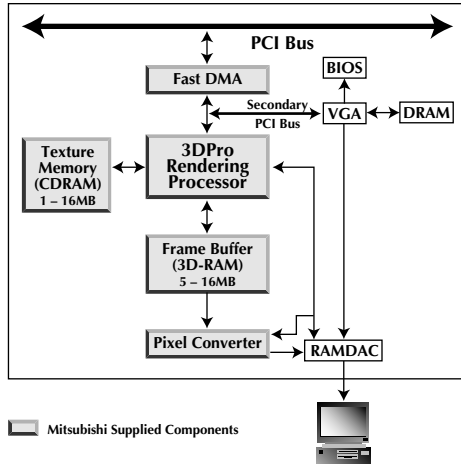 PCI Bus
BIOS
Fast DMA
Secondary
PCI Bus
VGA
DRAM
3DPro
Rendering
Processor
Texture
Memory
(CDRAM)
1 – 16MB
Frame Buffer
(3D-RAM)
5 – 16MB
Pixel Converter
RAMDAC
Mitsubishi Supplied Components